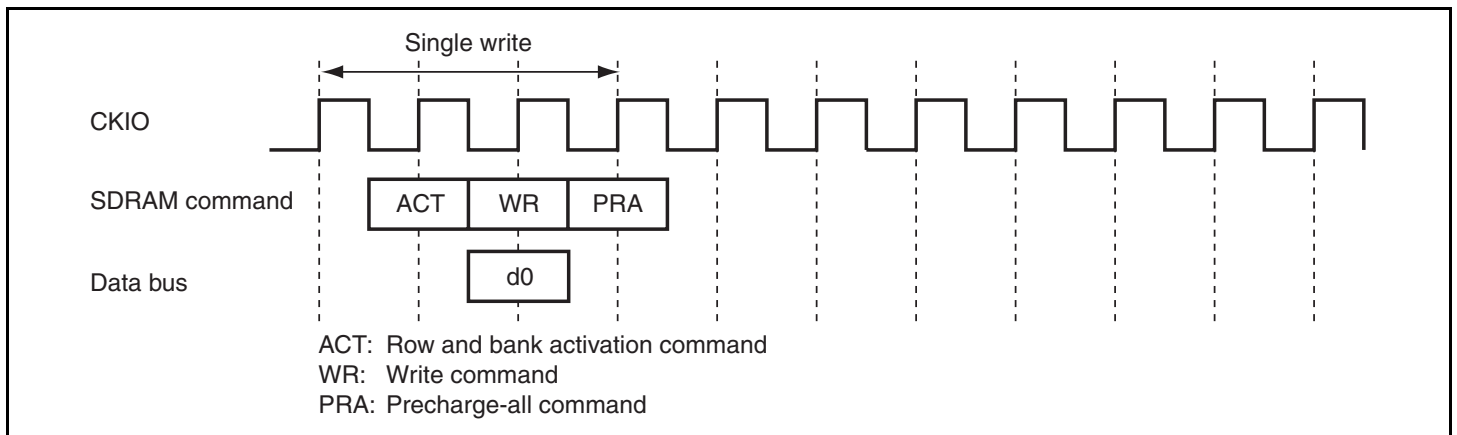 Single write
CKIO
SDRAM command ACT WR PRA
Data bus d0
ACT: Row and bank activation command
WR: Write command
PRA: Precharge-all command